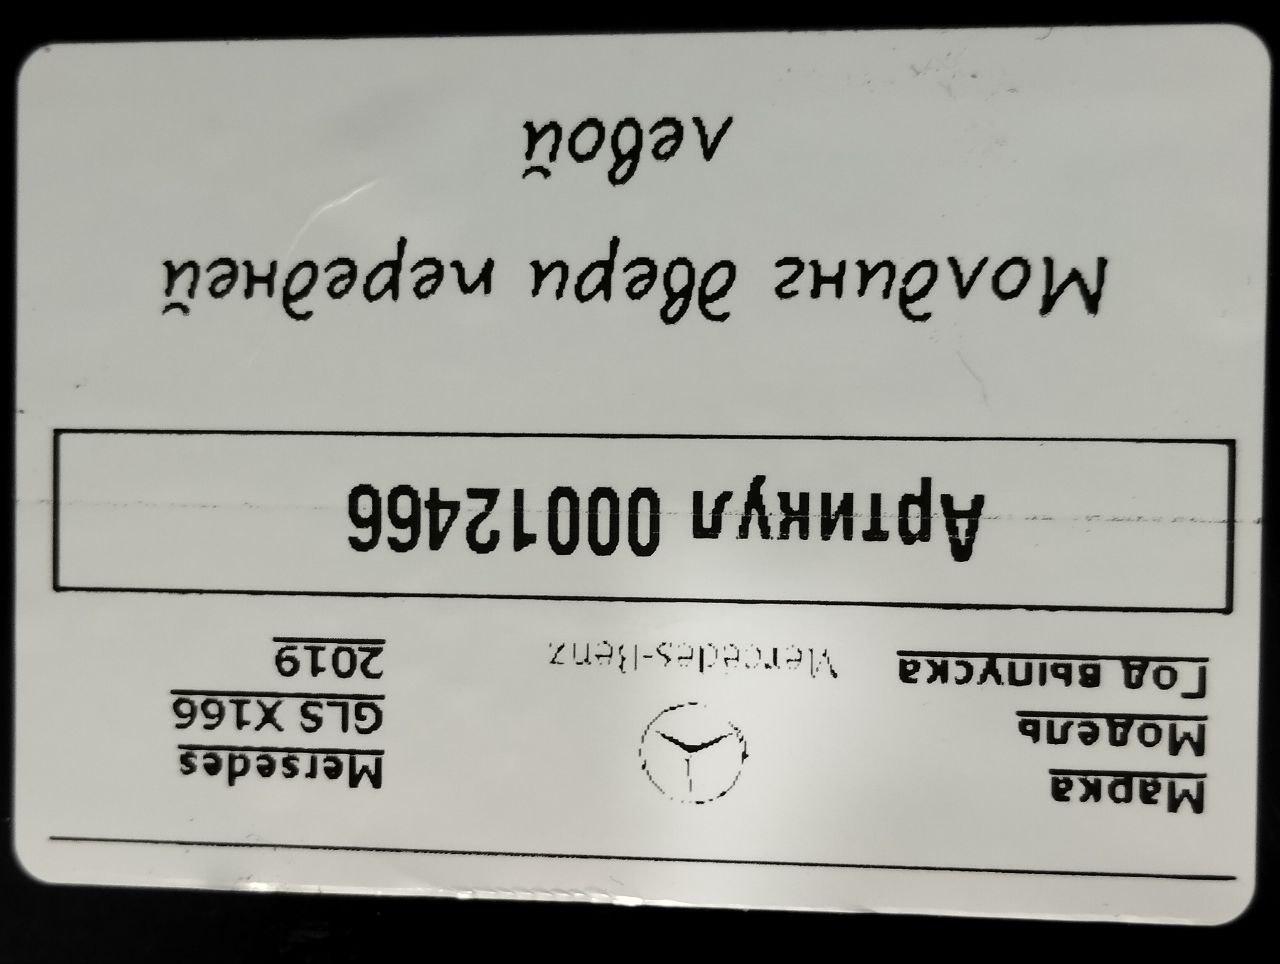 Марка Mersedes
Модель GLS X166
Год выпуска 2019
Mercedes-Benz
Артикул 00012466
Молдинг двери передней
левой